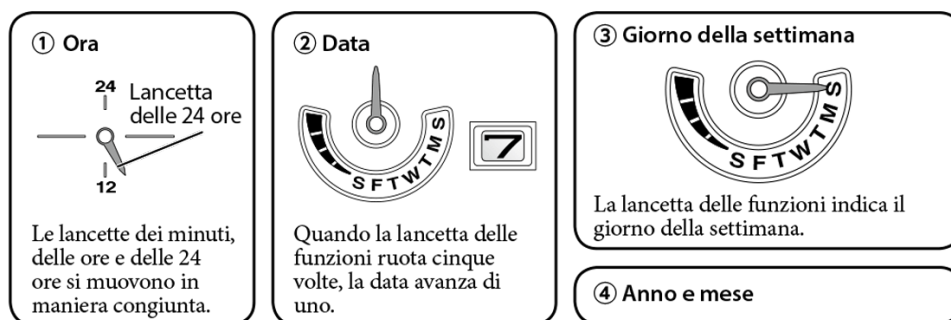 ① Ora
24
Lancetta
delle 24 ore
12
Le lancette dei minuti,
delle ore e delle 24
ore si muovono in
maniera congiunta.
② Data
S F T W T M S
7
Quando la lancetta delle
funzioni ruota cinque
volte, la data avanza di
uno.
③ Giorno della settimana
S F T W T M S
La lancetta delle funzioni indica il
giorno della settimana.
④ Anno e mese